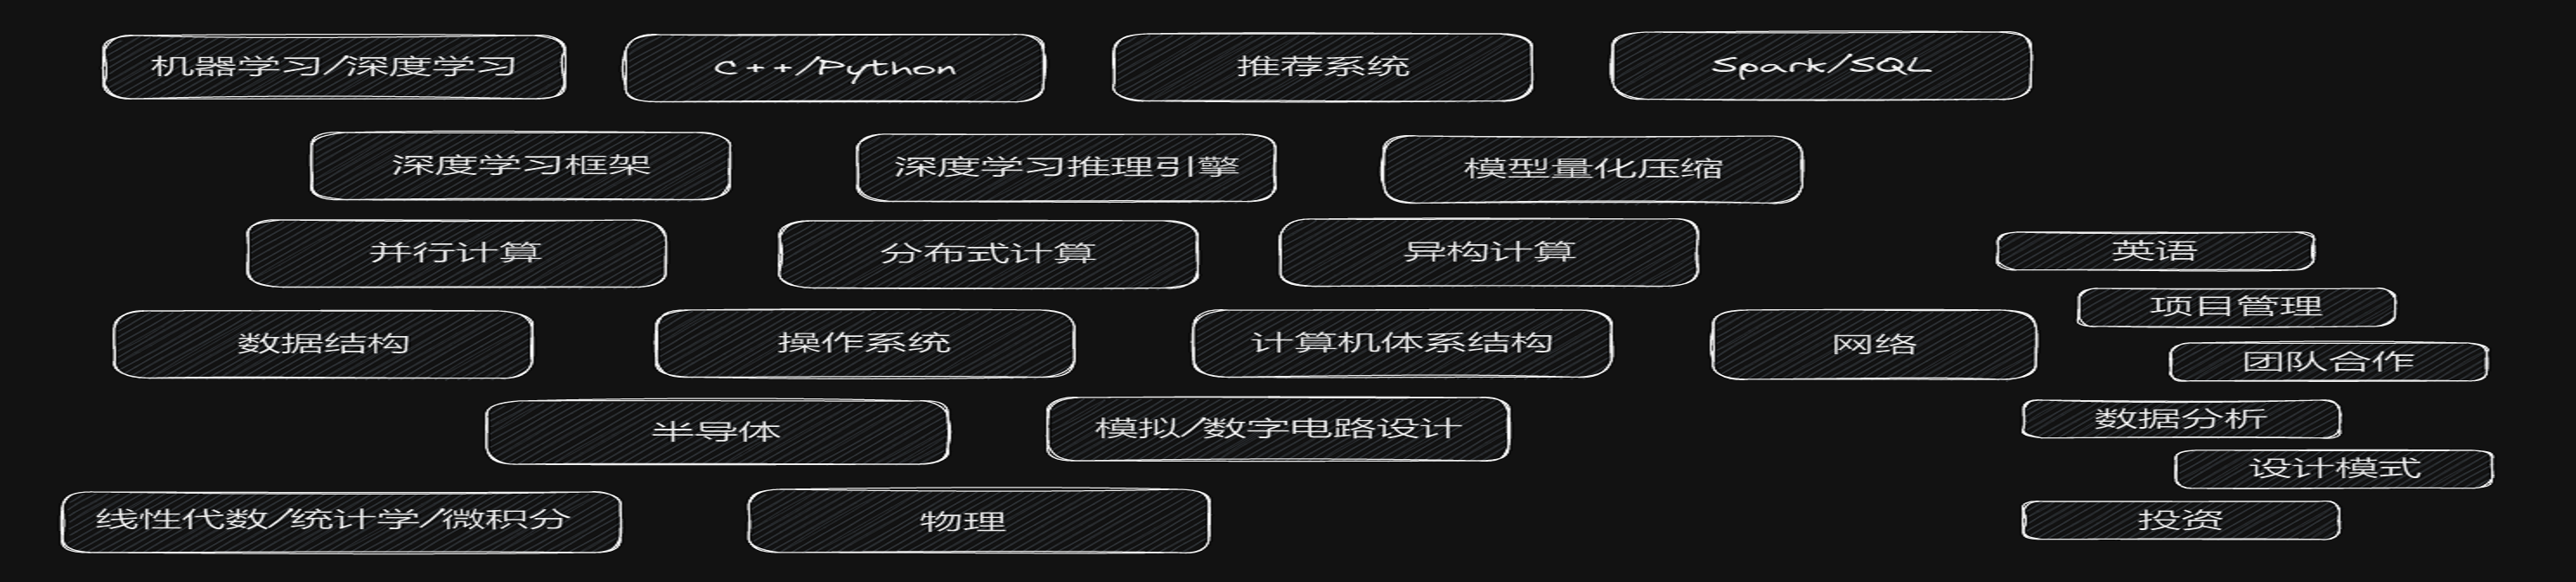 机器学习/深度学习
C++/Python
推荐系统
Spark/SQL
深度学习框架
深度学习推理引擎
模型量化压缩
并行计算
分布式计算
异构计算
英语
项目管理
数据结构
操作系统
计算机体系结构
网络
团队合作
半导体
模拟/数字电路设计
数据分析
设计模式
线性代数/统计学/微积分
物理
投资